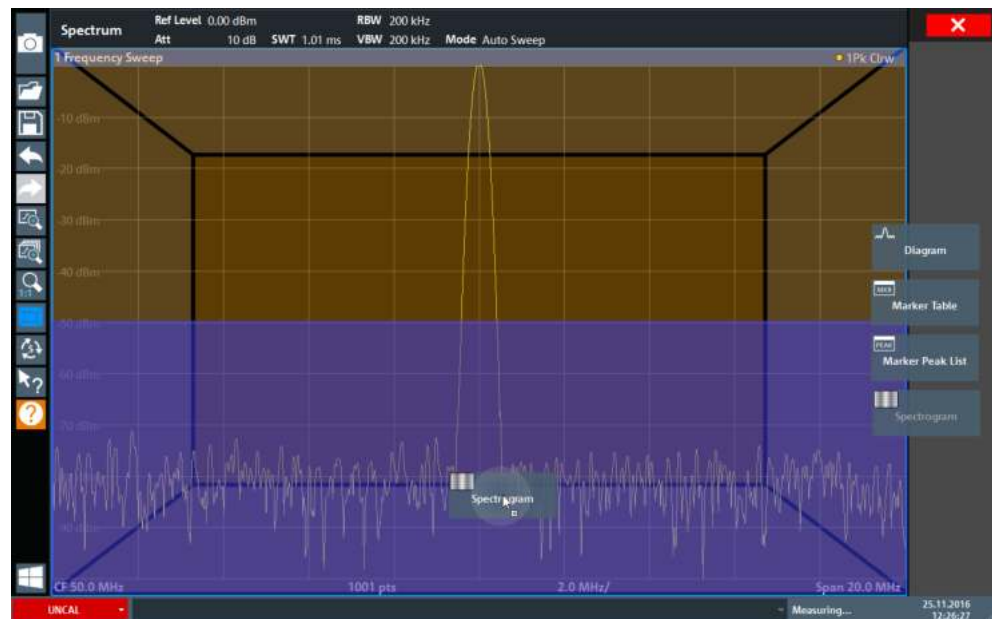 Spectrum
Ref Level 0.00 dBm RBW 200 kHz
Att 10 dB SWT 1.01 ms VBW 200 kHz Mode Auto Sweep
1 Frequency Sweep
1Pk Clrw
-10 dBm
-20 dBm
-30 dBm
-40 dBm
-50 dBm
-60 dBm
-70 dBm
-90 dBm
1:1
Diagram
Marker Table
PEAK
Marker Peak List
Spectrogram
Spectrogram
CF 50.0 MHz 1001 pts 2.0 MHz/ Span 20.0 MHz
UNCAL
Measuring...
25.11.2016
12:26:27